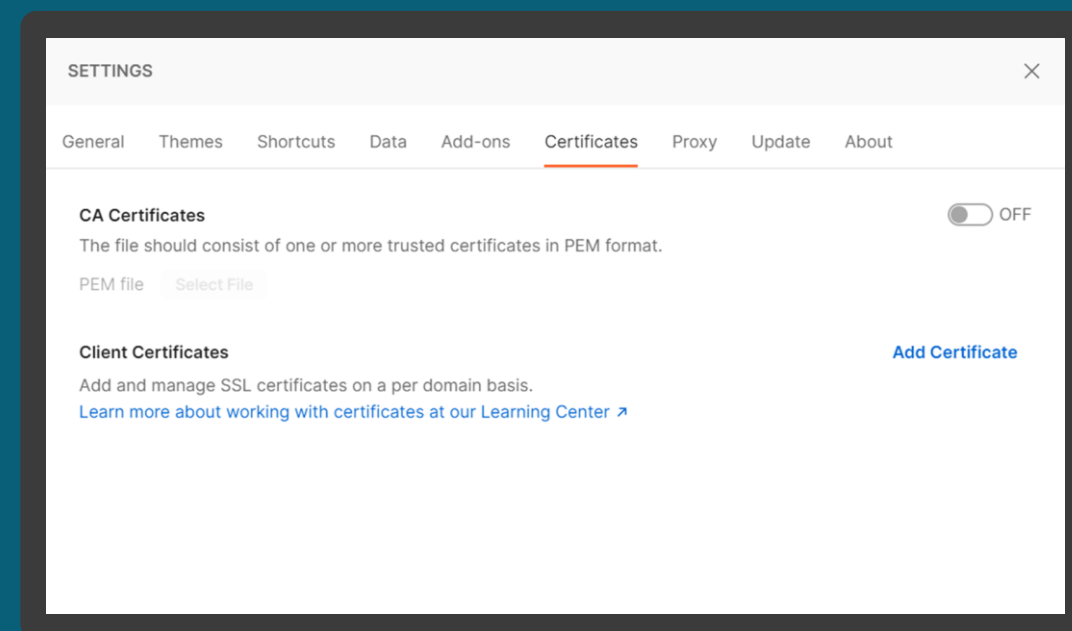 SETTINGS
General Themes Shortcuts Data Add-ons Certificates Proxy Update About
CA Certificates OFF
The file should consist of one or more trusted certificates in PEM format.
PEM file Select File
Client Certificates Add Certificate
Add and manage SSL certificates on a per domain basis.
Learn more about working with certificates at our Learning Center ↗